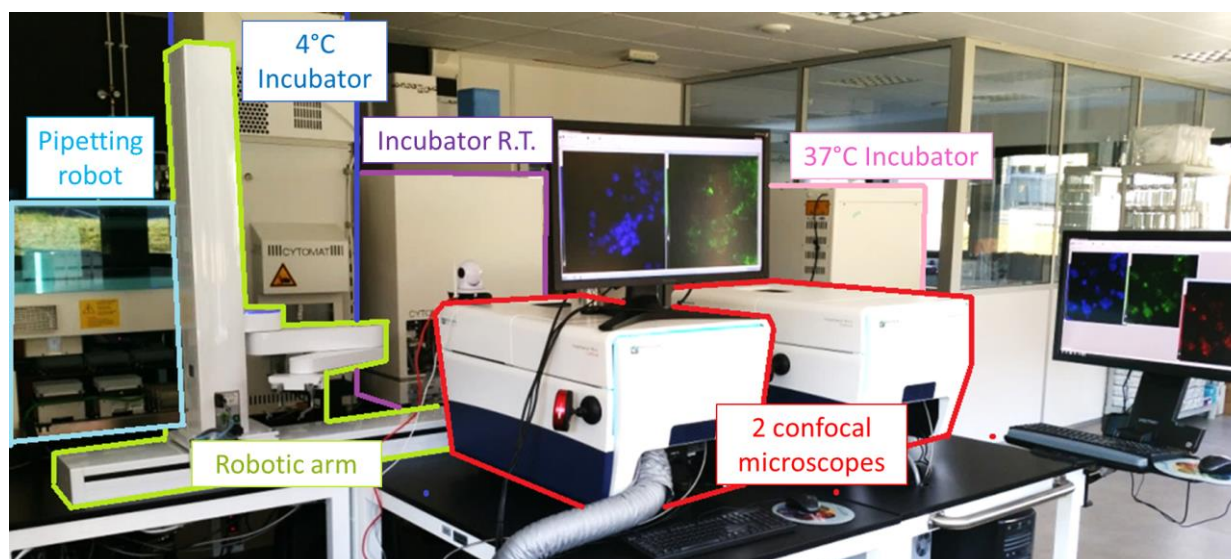 4°C
Incubator
Pipetting
robot
Incubator R.T.
37°C Incubator
CYTOMAT
Robotic arm
2 confocal
microscopes